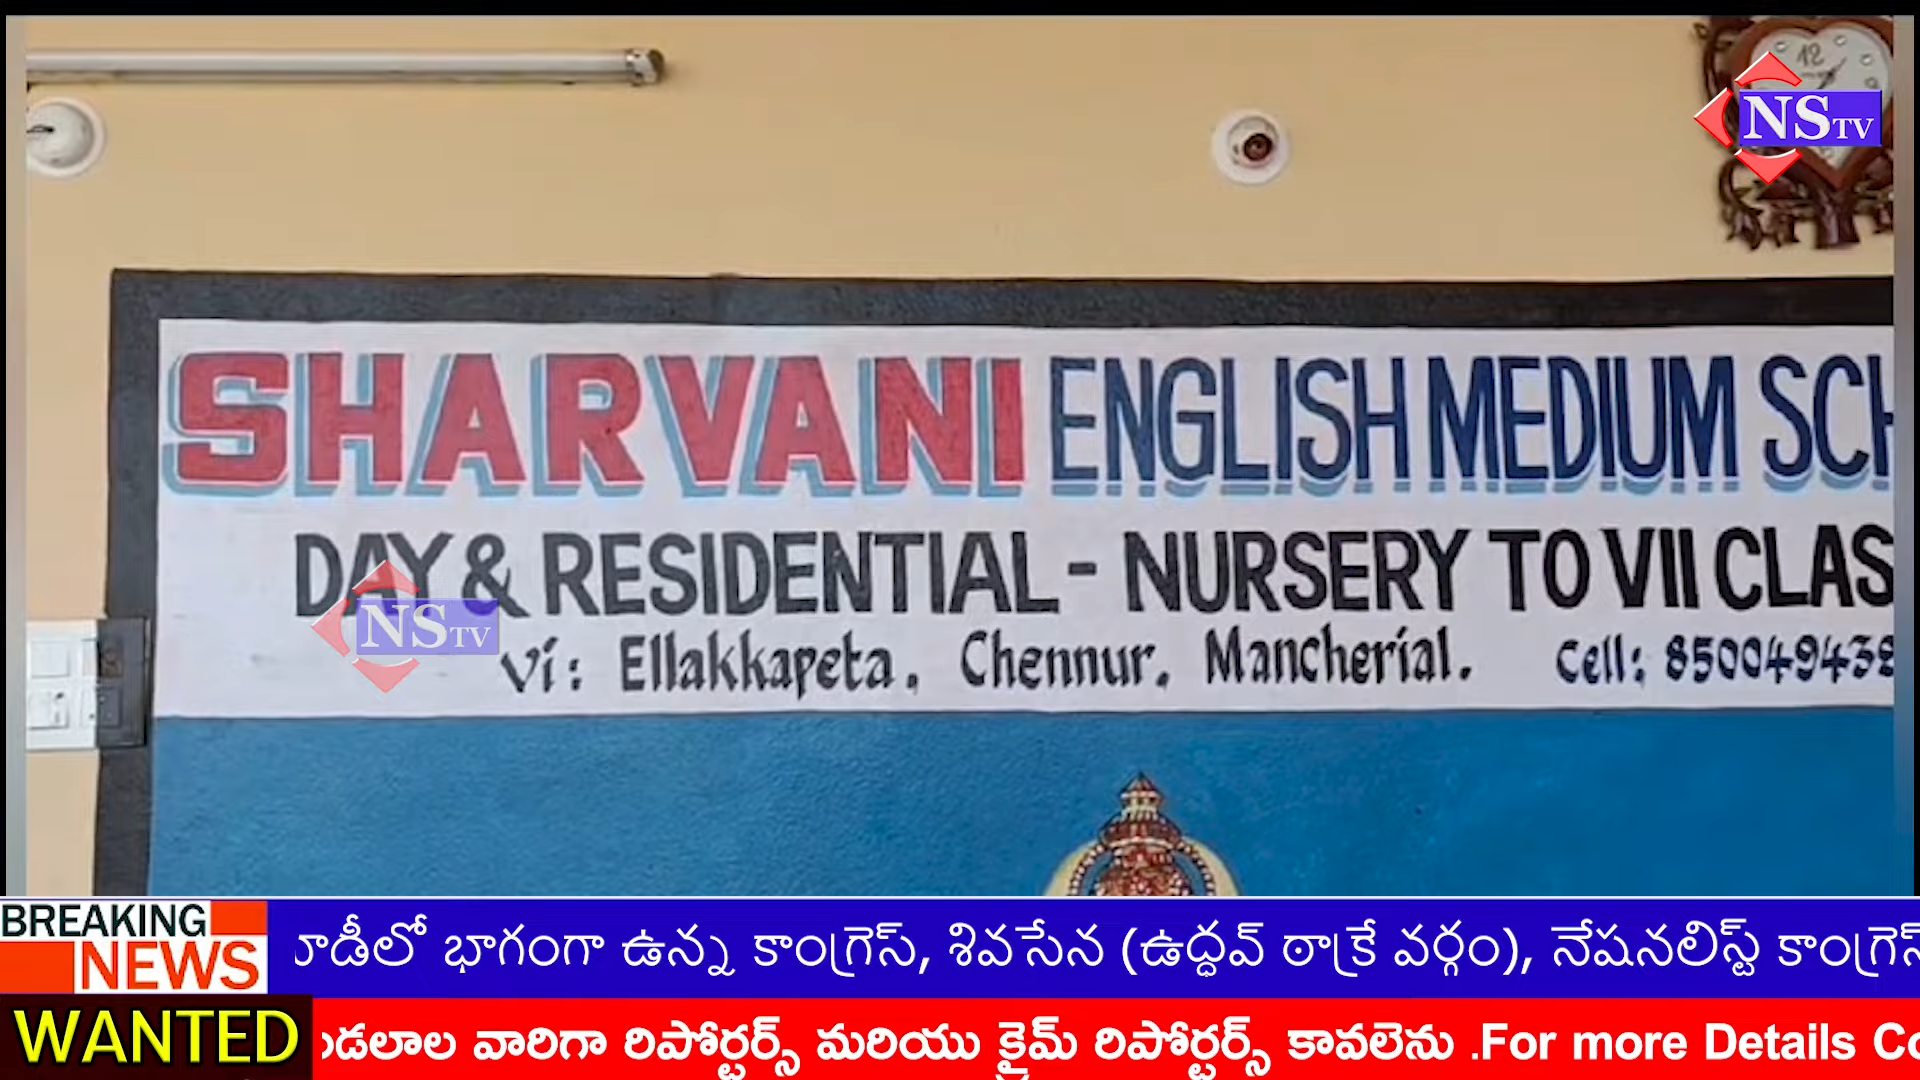 12
NSTV
SHARVANI ENGLISH MEDIUM SCH
DAY & RESIDENTIAL - NURSERY TO VII CLAS
NSTV
Vi: Ellakkapeta, Chennur, Mancherial. Cell: 850049438
BREAKING NEWS
డీలో భాగంగా ఉన్న కాంగ్రెస్, శివసేన (ఉద్ధవ్ ఠాక్రే వర్గం), నేషనలిస్ట్ కాంగ్రెస్
WANTED
డలాల వారిగా రిపోర్టర్స్ మరియు క్రైమ్ రిపోర్టర్స్ కావలెను .For more Details Co